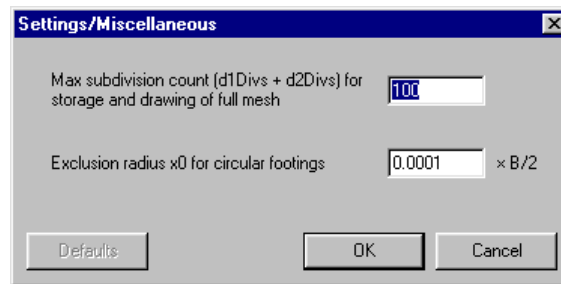 Settings/Miscellaneous
Max subdivision count (d1Divs + d2Divs) for
storage and drawing of full mesh
100
Exclusion radius x0 for circular footings
0.0001
× B/2
Defaults
OK
Cancel